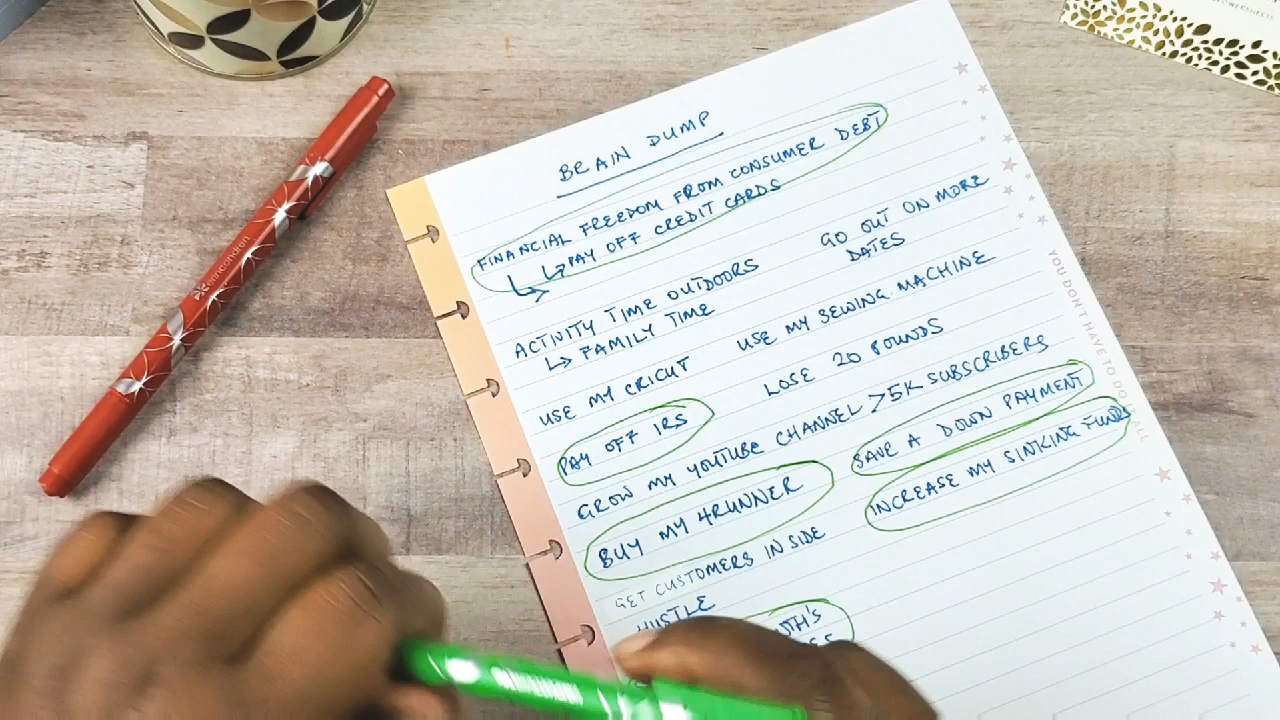 POWERSHEETS
BRAIN DUMP
FINANCIAL FREEDOM FROM CONSUMER DEBT
↳ PAY OFF CREDIT CARDS
GO OUT ON MORE
DATES
ACTIVITY TIME OUTDOORS
↳ FAMILY TIME
USE MY SEWING MACHINE
USE MY CRICUT
LOSE 20 POUNDS
PAY OFF IRS
GROW MY YOUTUBE CHANNEL >5K SUBSCRIBERS
SAVE A DOWN PAYMENT
BUY MY 4RUNNER
INCREASE MY SINKING FUNDS
GET CUSTOMERS IN SIDE
HUSTLE
YOU DON'T HAVE TO DO IT ALL
erincondren